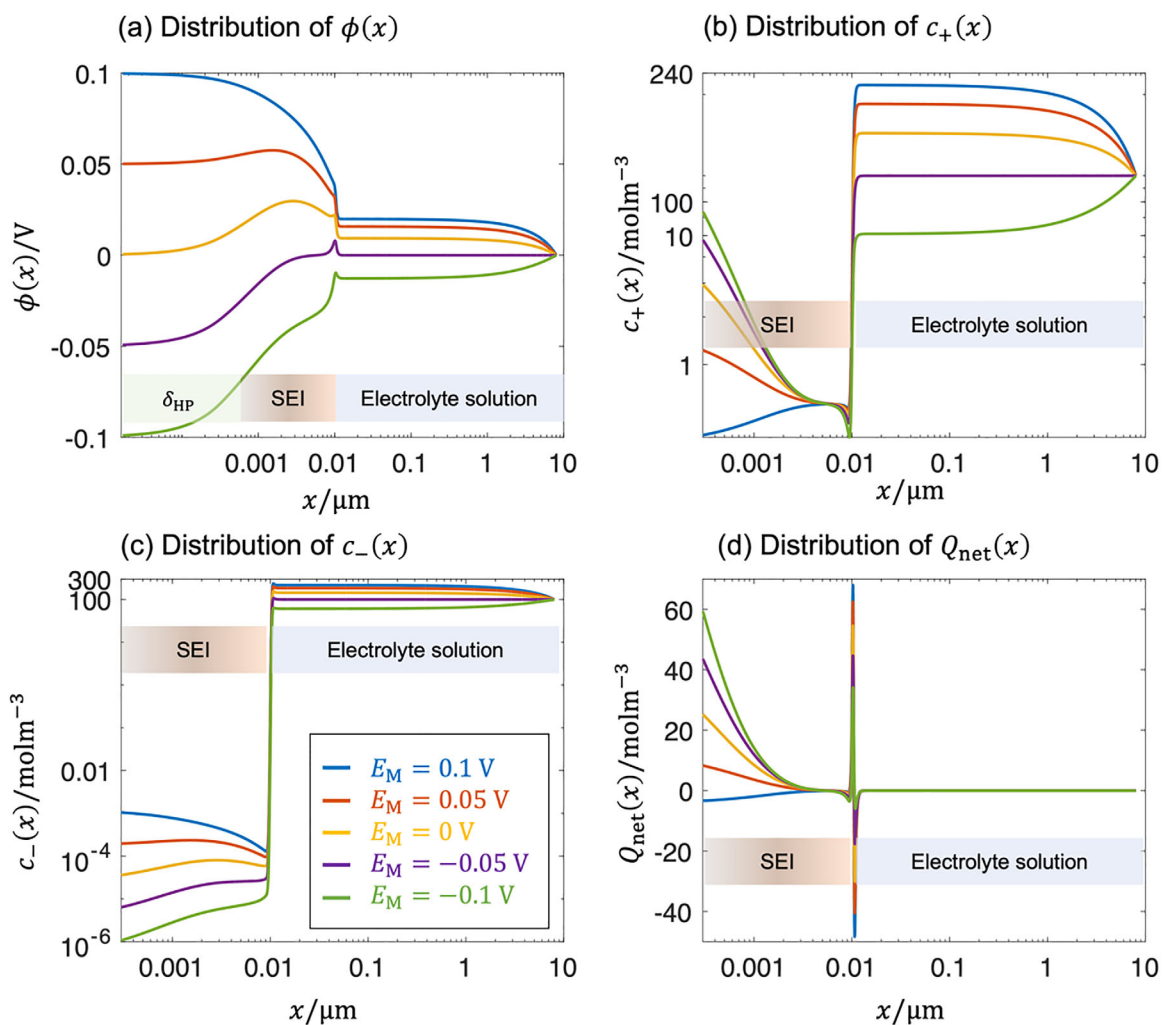 (a) Distribution of ϕ(x)
0.1
0.05
0
-0.05
-0.1
ϕ(x)/V
δHP
SEI
Electrolyte solution
0.001
0.01
0.1
1
10
x/μm
(b) Distribution of c₊(x)
240
100
10
1
c₊(x)/molm⁻³
SEI
Electrolyte solution
0.001
0.01
0.1
1
10
x/μm
(c) Distribution of c₋(x)
300
100
0.01
10⁻⁴
10⁻⁶
c₋(x)/molm⁻³
SEI
Electrolyte solution
E_M = 0.1 V
E_M = 0.05 V
E_M = 0 V
E_M = −0.05 V
E_M = −0.1 V
0.001
0.01
0.1
1
10
x/μm
(d) Distribution of Q_net(x)
60
40
20
0
-20
-40
Q_net(x)/molm⁻³
SEI
Electrolyte solution
0.001
0.01
0.1
1
10
x/μm